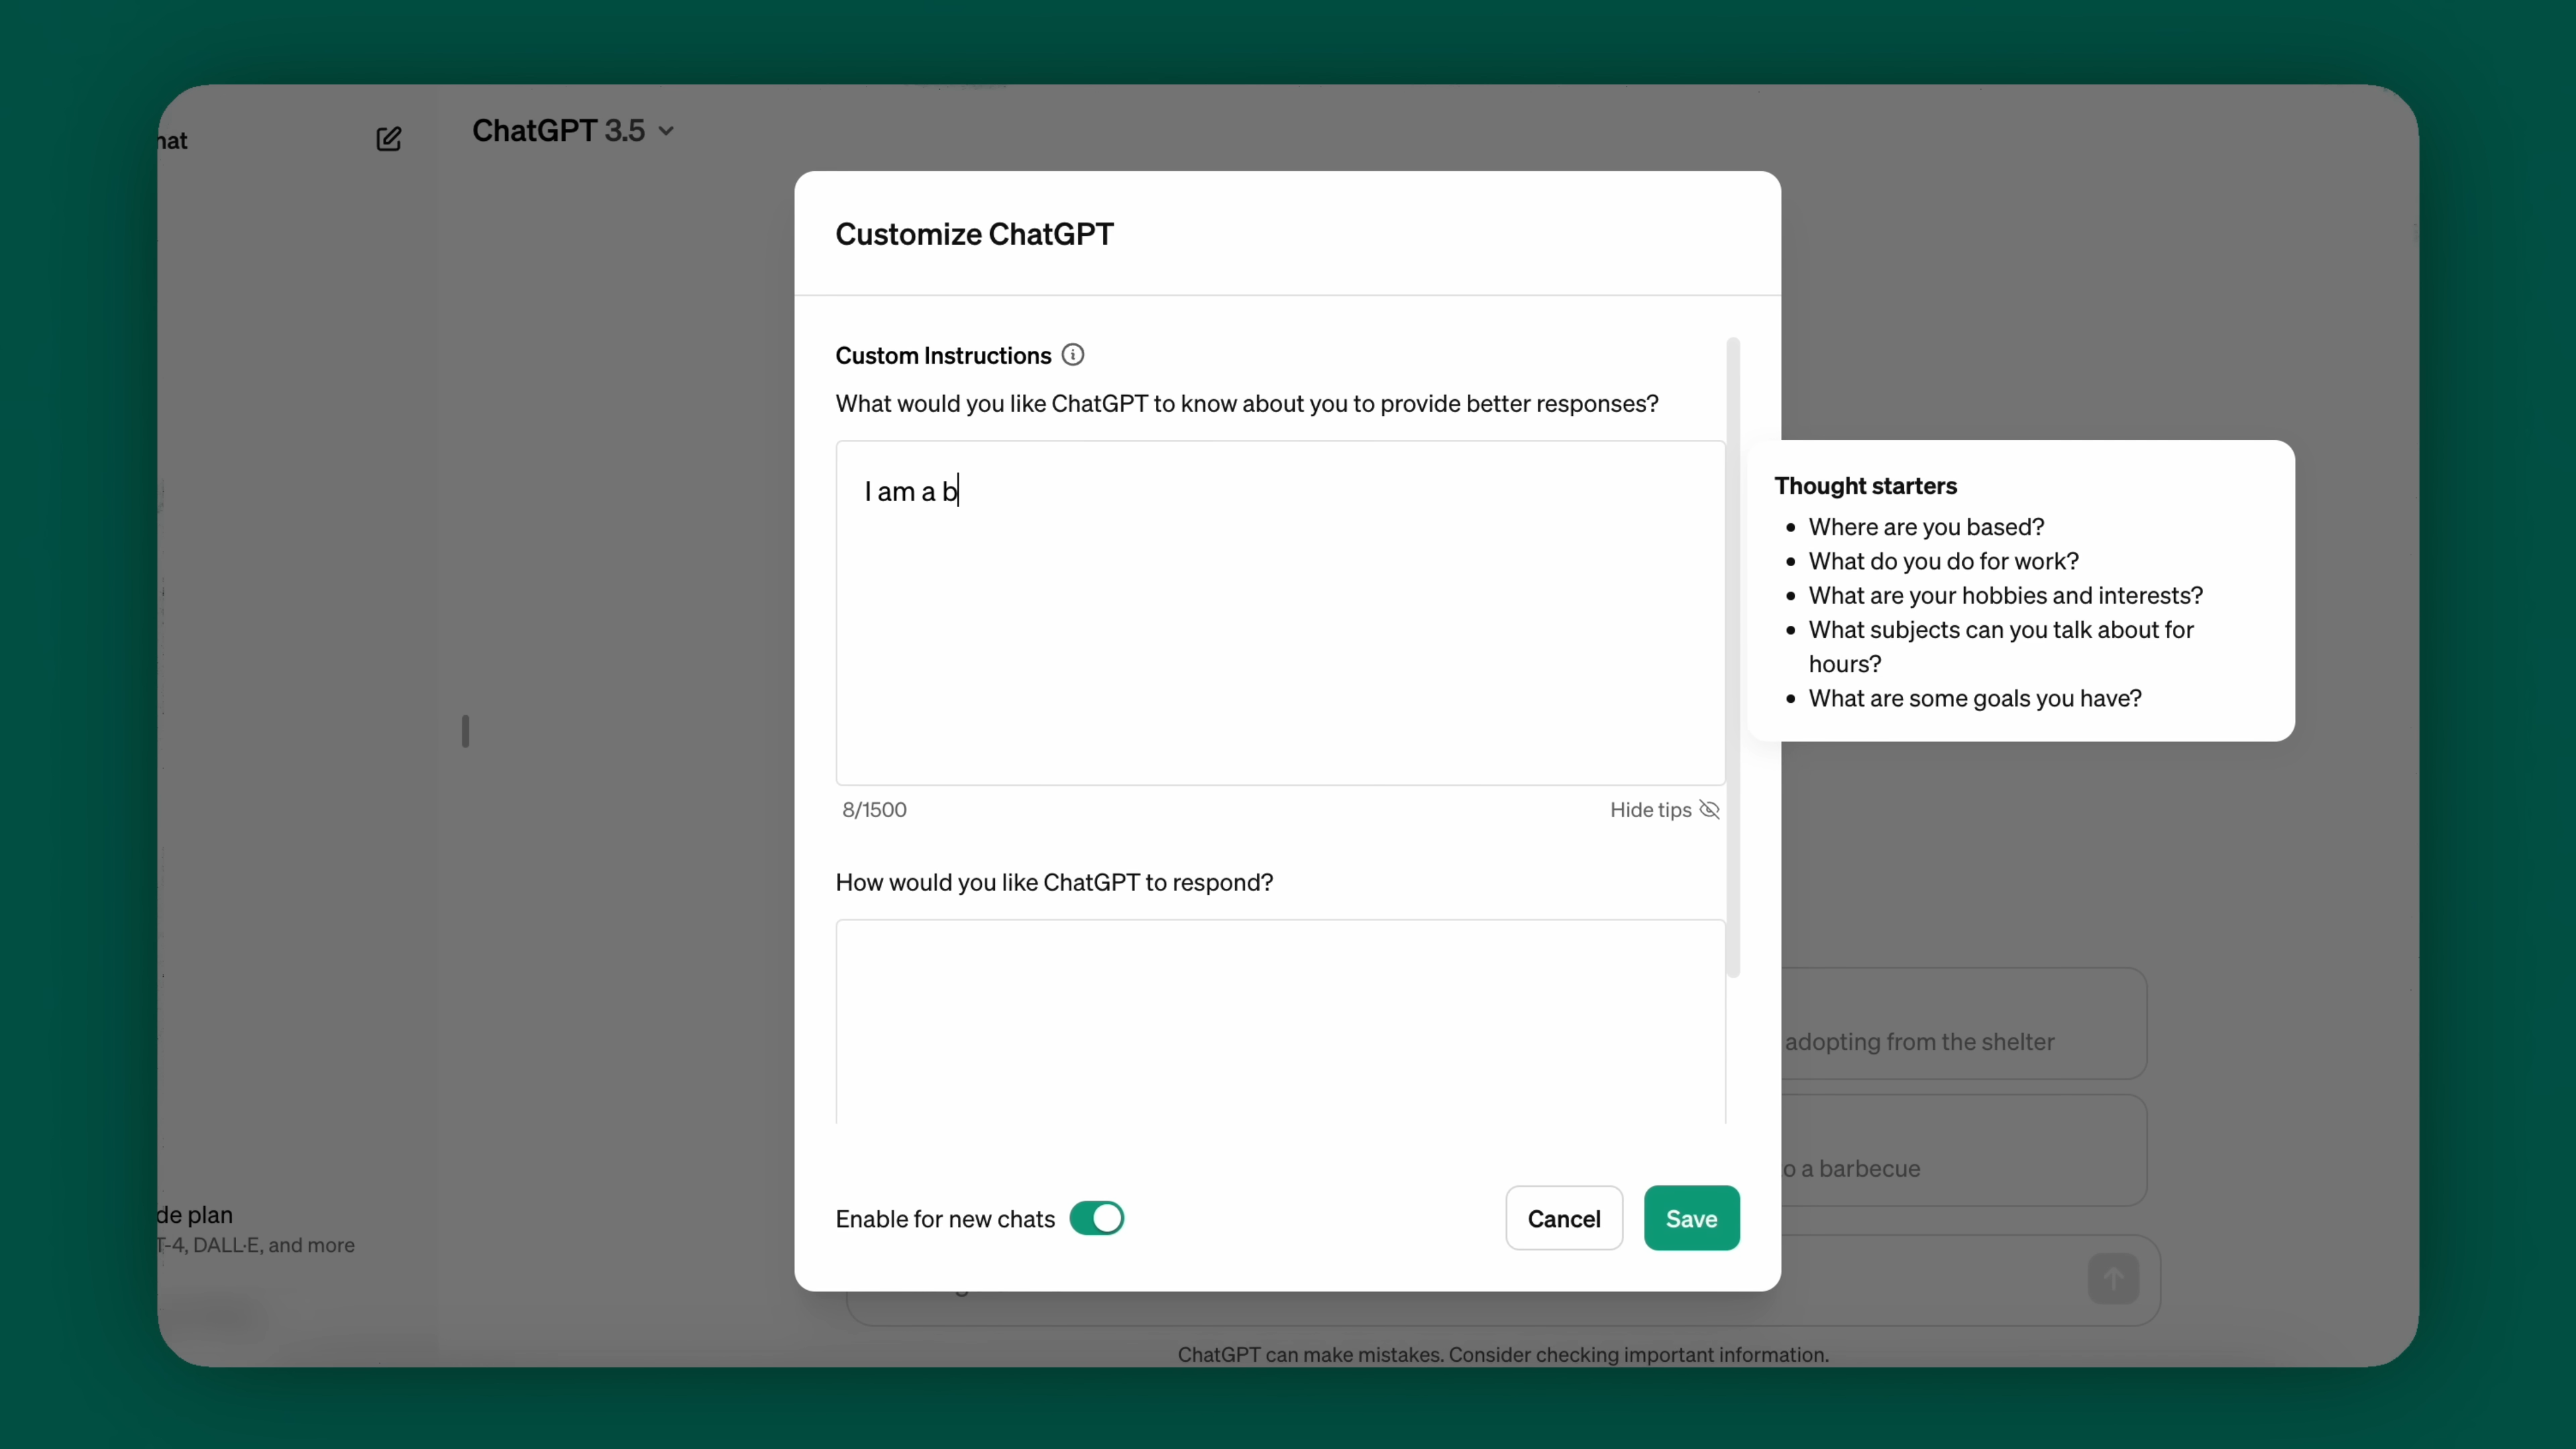 hat
ChatGPT 3.5
Customize ChatGPT
Custom Instructions
What would you like ChatGPT to know about you to provide better responses?
I am a b
8/1500
Hide tips
Thought starters
• Where are you based?
• What do you do for work?
• What are your hobbies and interests?
• What subjects can you talk about for
hours?
• What are some goals you have?
How would you like ChatGPT to respond?
adopting from the shelter
o a barbecue
Enable for new chats
Cancel
Save
de plan
T-4, DALL·E, and more
ChatGPT can make mistakes. Consider checking important information.